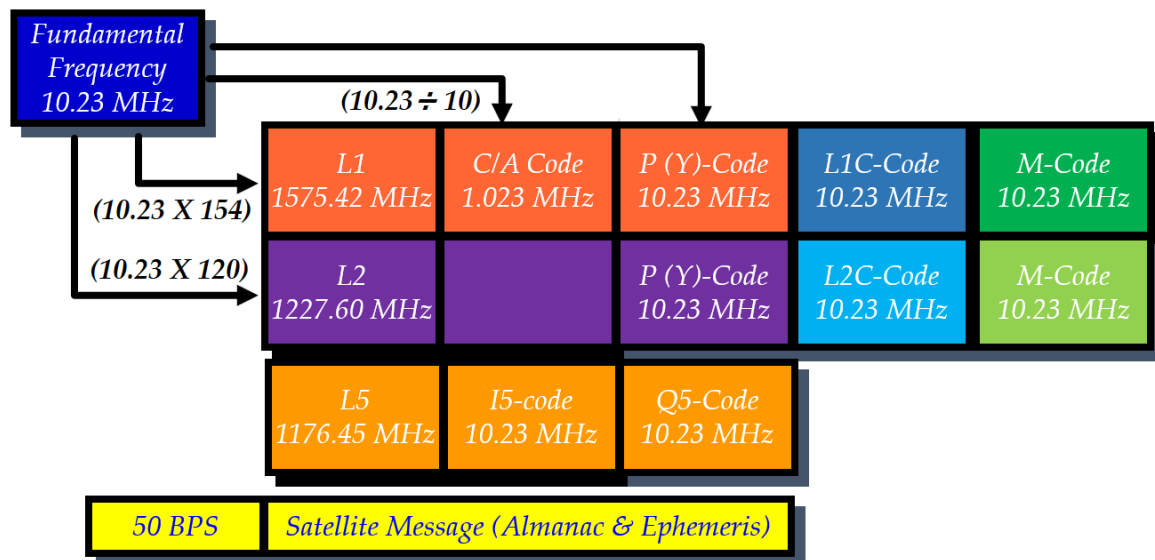 Fundamental
Frequency
10.23 MHz
(10.23 ÷ 10)
(10.23 X 154)
(10.23 X 120)
L1
1575.42 MHz
C/A Code
1.023 MHz
P (Y)-Code
10.23 MHz
L1C-Code
10.23 MHz
M-Code
10.23 MHz
L2
1227.60 MHz
P (Y)-Code
10.23 MHz
L2C-Code
10.23 MHz
M-Code
10.23 MHz
L5
1176.45 MHz
I5-code
10.23 MHz
Q5-Code
10.23 MHz
50 BPS
Satellite Message (Almanac & Ephemeris)